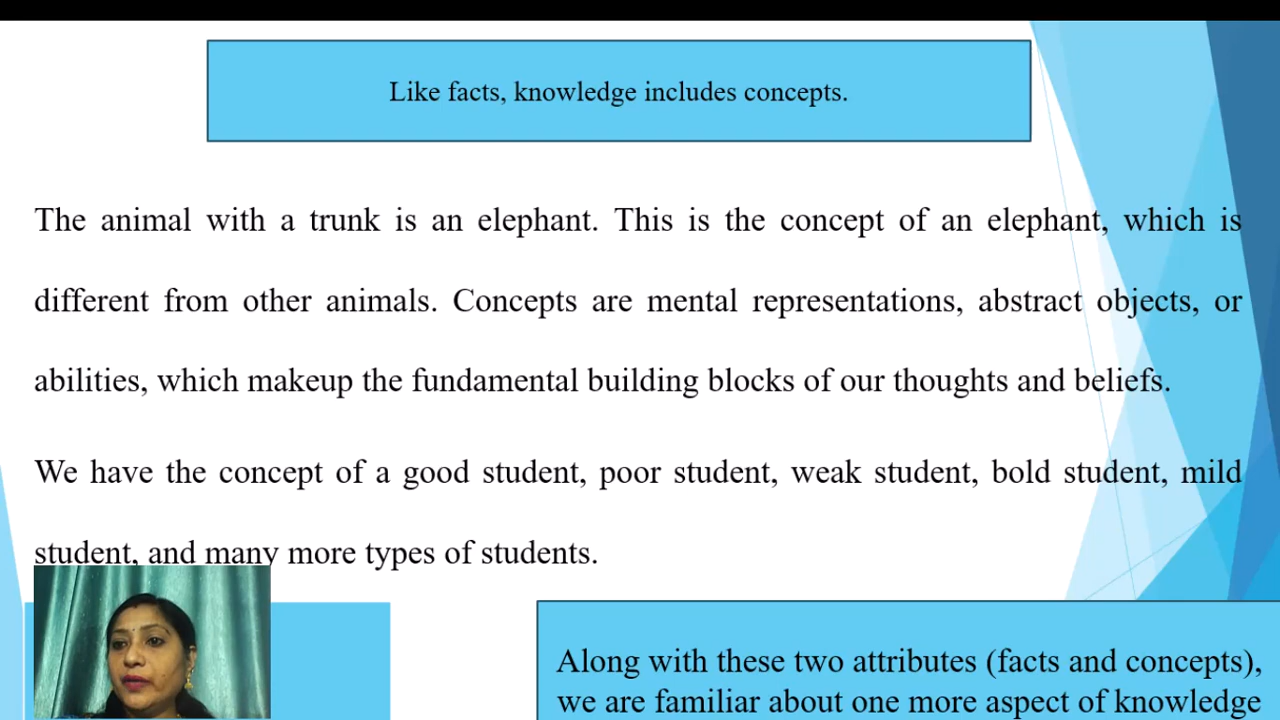 Like facts, knowledge includes concepts.
The animal with a trunk is an elephant. This is the concept of an elephant, which is
different from other animals. Concepts are mental representations, abstract objects, or
abilities, which makeup the fundamental building blocks of our thoughts and beliefs.
We have the concept of a good student, poor student, weak student, bold student, mild
student, and many more types of students.
Along with these two attributes (facts and concepts),
we are familiar about one more aspect of knowledge